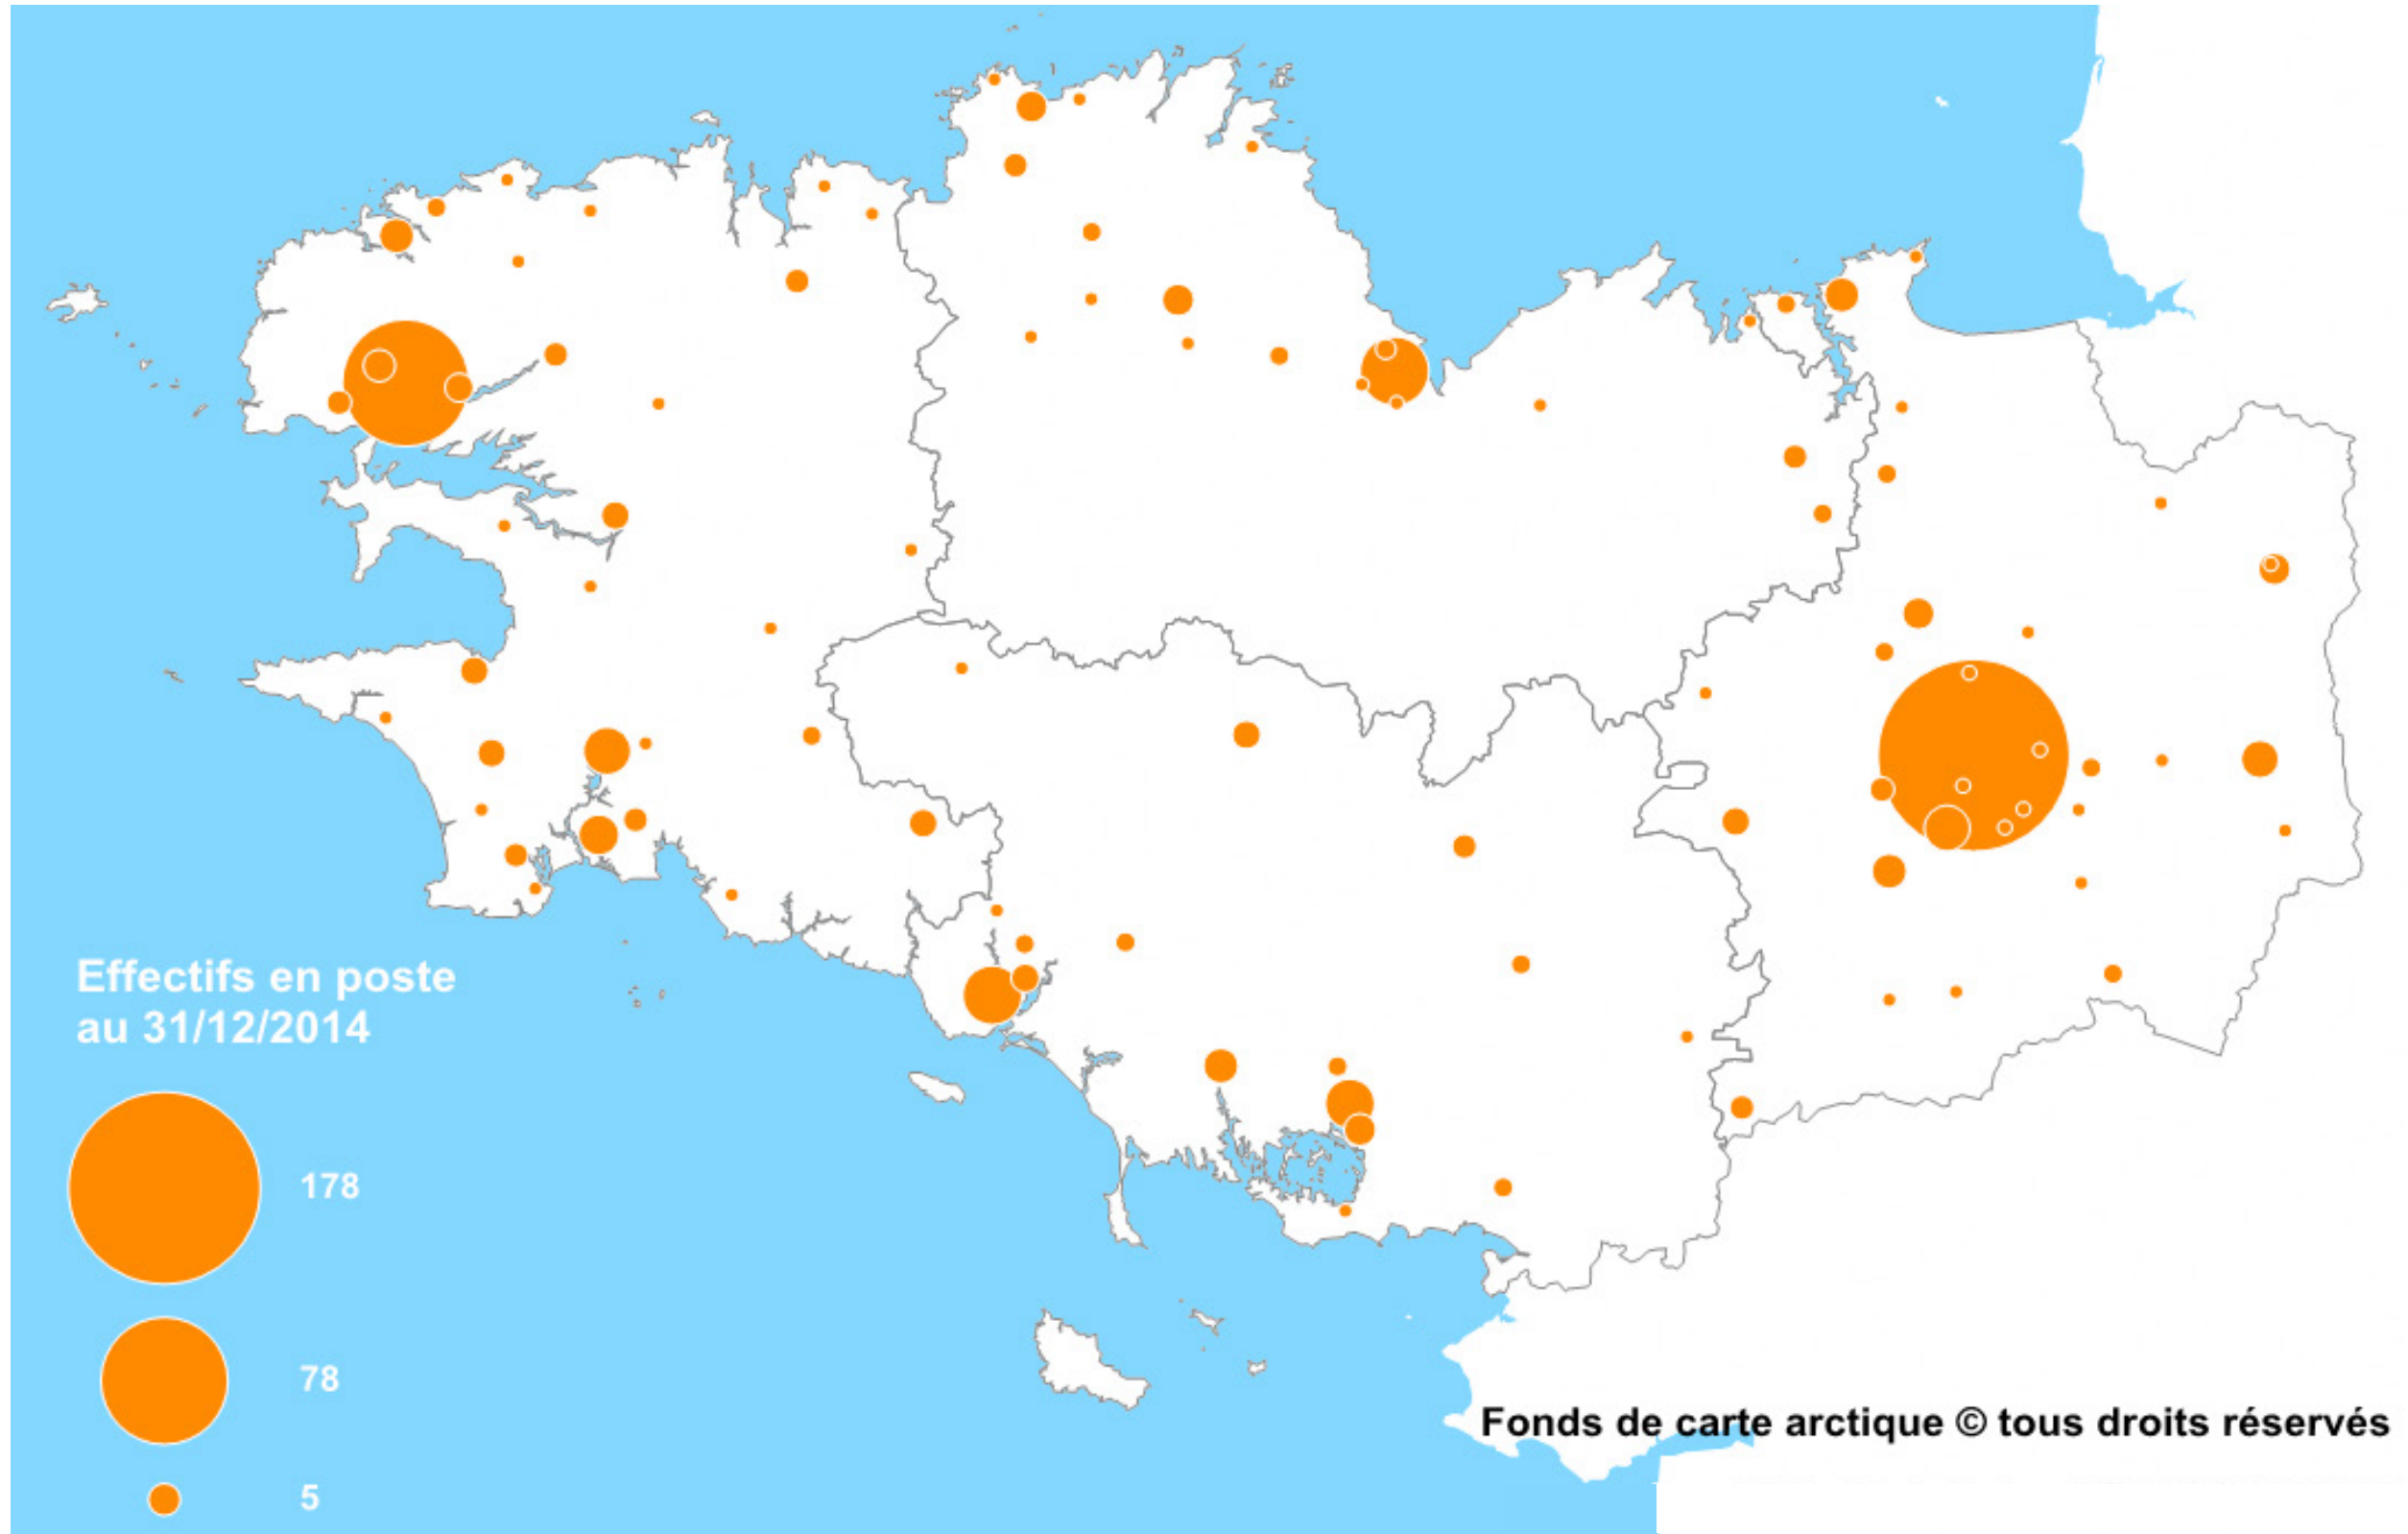 Effectifs en poste
au 31/12/2014
178
78
5
Fonds de carte arctique © tous droits réservés